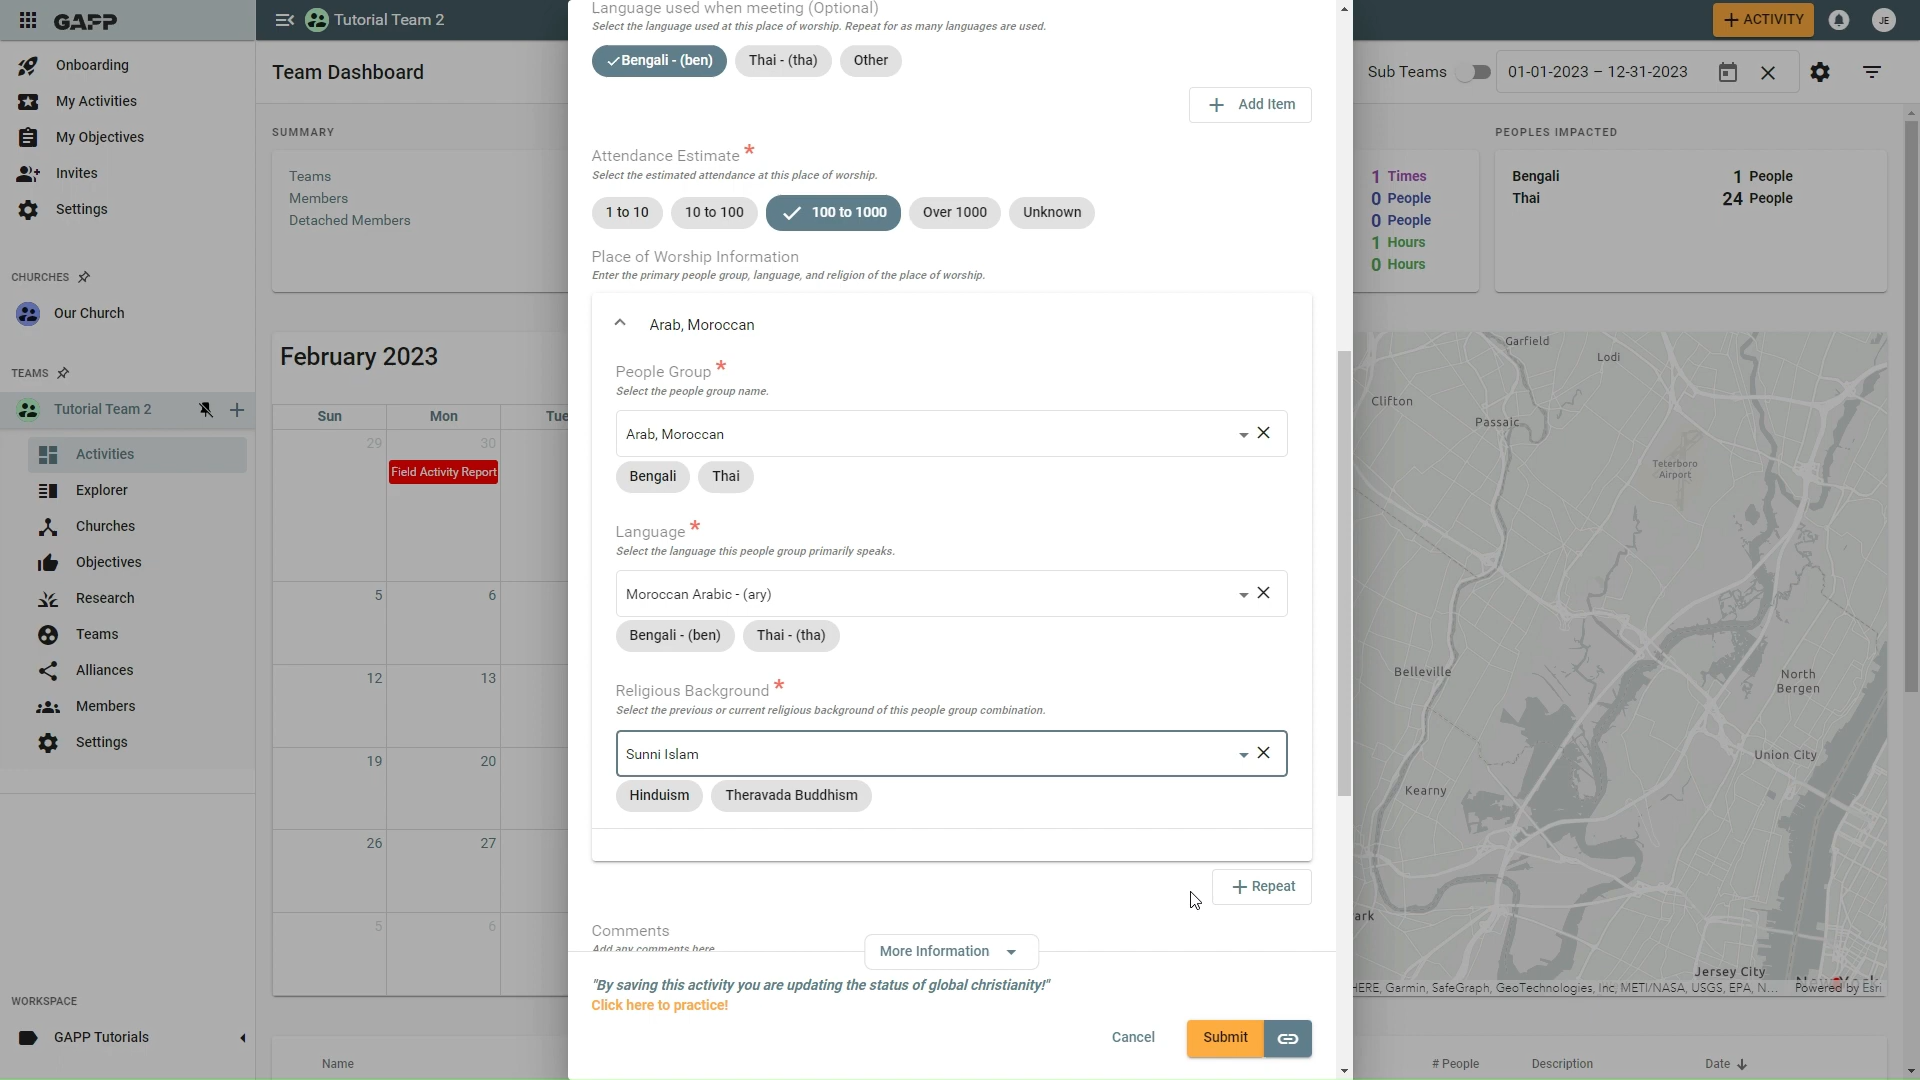 GAPP
Tutorial Team 2
ACTIVITY
JE
Onboarding
My Activities
My Objectives
Invites
Settings
CHURCHES
Our Church
TEAMS
Tutorial Team 2
Activities
Explorer
Churches
Objectives
Research
Teams
Alliances
Members
Settings
WORKSPACE
GAPP Tutorials
Team Dashboard
SUMMARY
Teams
Members
Detached Members
February 2023
Sun Mon Tue
29 30
Field Activity Report
5 6
12 13
19 20
26 27
5 6
Name
Language used when meeting (Optional)
Select the language used at this place of worship. Repeat for as many languages are used.
Bengali - (ben) Thai - (tha) Other
Add Item
Attendance Estimate *
Select the estimated attendance at this place of worship.
1 to 10 10 to 100 100 to 1000 Over 1000 Unknown
Place of Worship Information
Enter the primary people group, language, and religion of the place of worship.
Arab, Moroccan
People Group *
Select the people group name.
Arab, Moroccan
Bengali Thai
Language *
Select the language this people group primarily speaks.
Moroccan Arabic - (ary)
Bengali - (ben) Thai - (tha)
Religious Background *
Select the previous or current religious background of this people group combination.
Sunni Islam
Hinduism Theravada Buddhism
Repeat
Comments
Add any comments here
More Information
"By saving this activity you are updating the status of global christianity!"
Click here to practice!
Cancel Submit
Sub Teams 01-01-2023 – 12-31-2023
1 Times
0 People
0 People
1 Hours
0 Hours
PEOPLES IMPACTED
Bengali 1 People
Thai 24 People
Garfield
Lodi
Clifton
Passaic
Teterboro
Airport
Belleville
North
Bergen
Union City
Kearny
ark
Jersey City
New York
HERE, Garmin, SafeGraph, GeoTechnologies, Inc, METI/NASA, USGS, EPA, N... Powered by Esri
# People Description Date